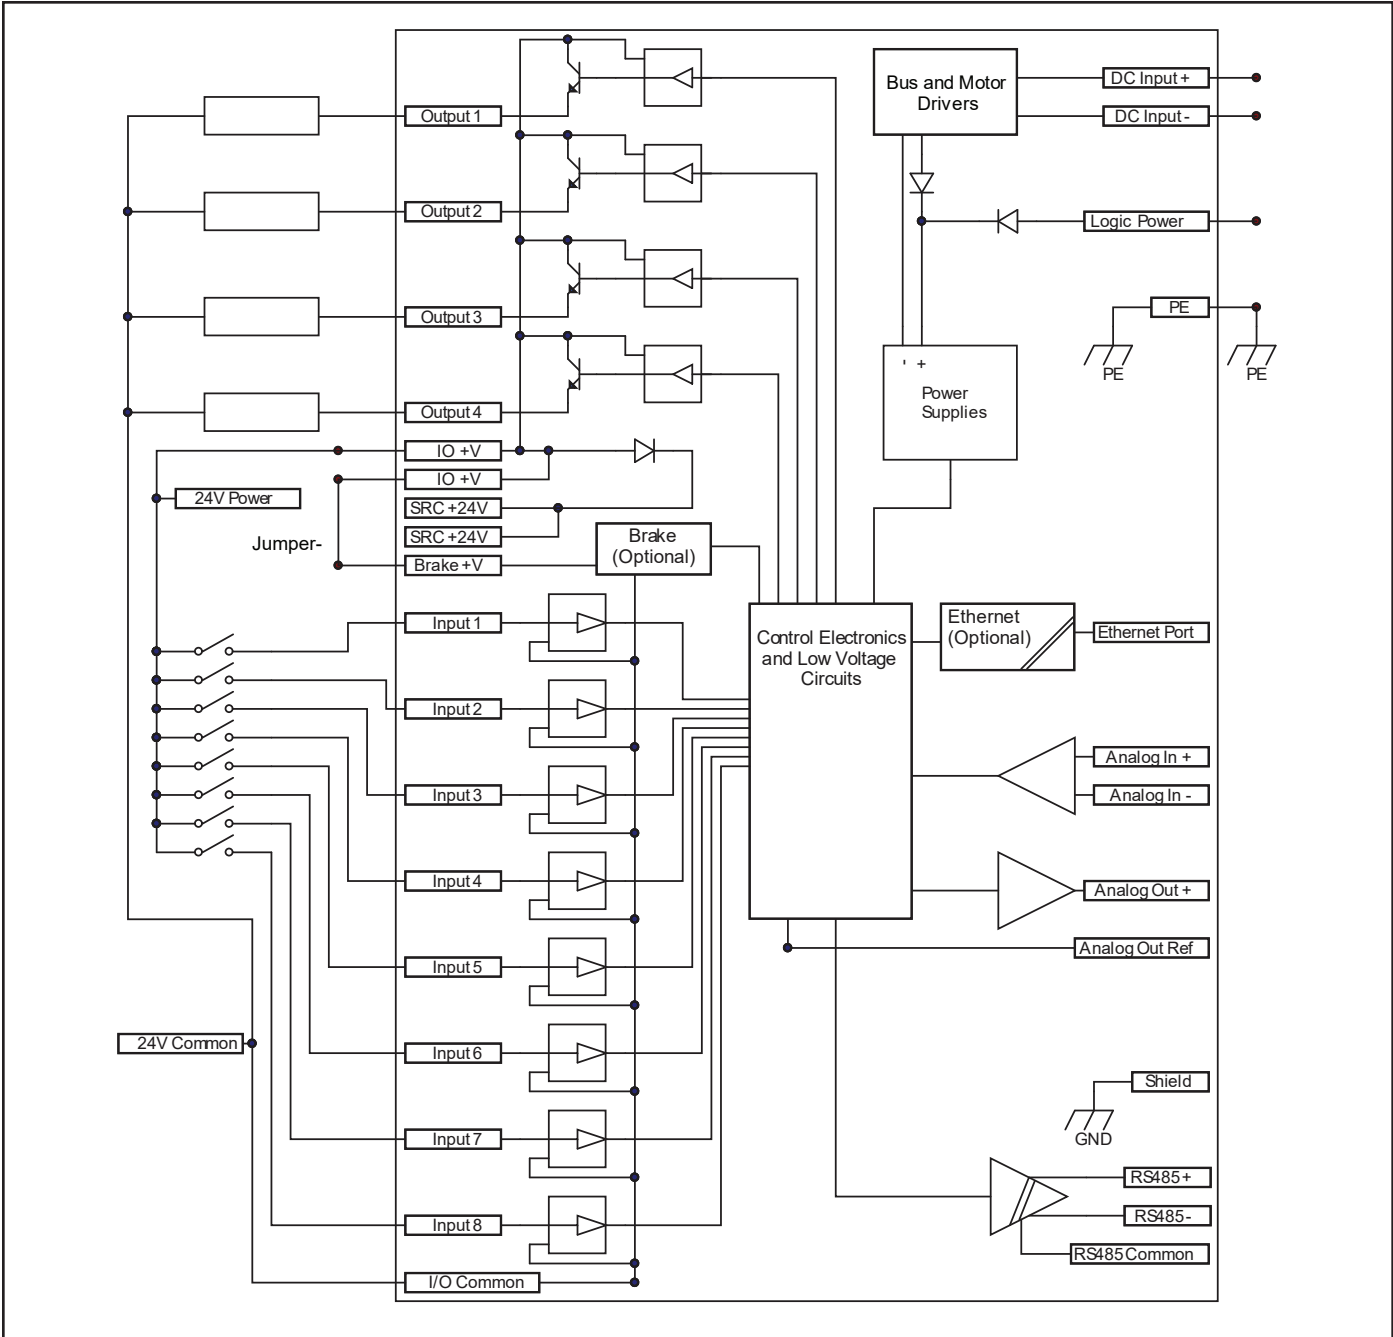 Bus and Motor
Drivers
DC Input +
DC Input -
Output 1
Output 2
Logic Power
Output 3
PE
PE
PE
' +
Power
Supplies
Output 4
IO +V
IO +V
24V Power
SRC +24V
SRC +24V
Jumper-
Brake +V
Brake
(Optional)
Input 1
Control Electronics
and Low Voltage
Circuits
Ethernet
(Optional)
Ethernet Port
Input 2
Analog In +
Input 3
Analog In -
Input 4
Analog Out +
Analog Out Ref
Input 5
24V Common
Input 6
Shield
GND
Input 7
RS485 +
RS485 -
Input 8
RS485 Common
I/O Common